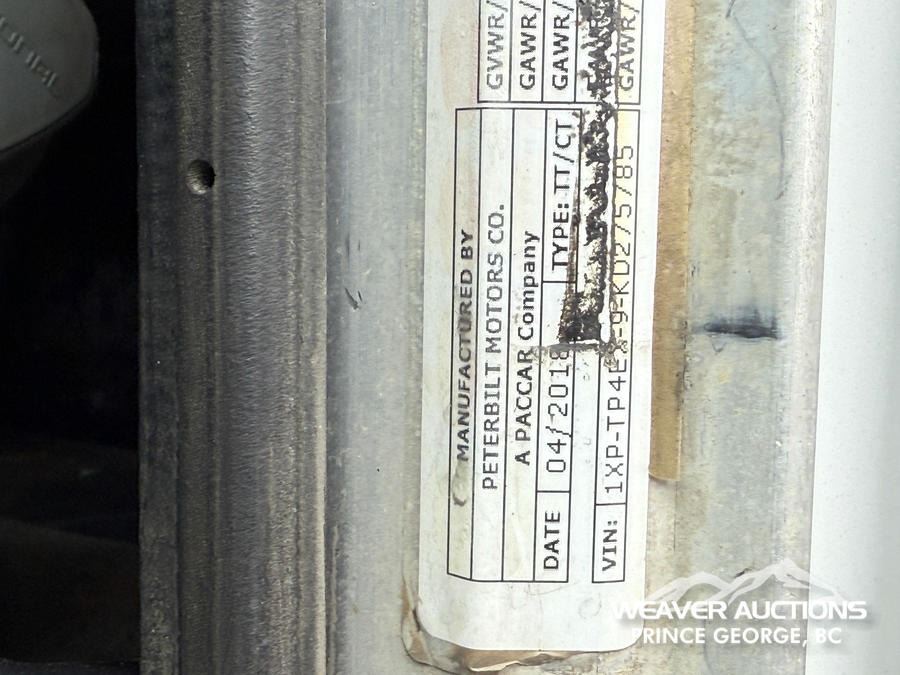 GVWR/
GAWR/
GAWR/
GAWR/
MANUFACTURED BY
PETERBILT MOTORS CO.
A PACCAR Company
DATE 04/2018 TYPE: TT/CT
VIN:
WEAVER AUCTIONS
PRINCE GEORGE, BC